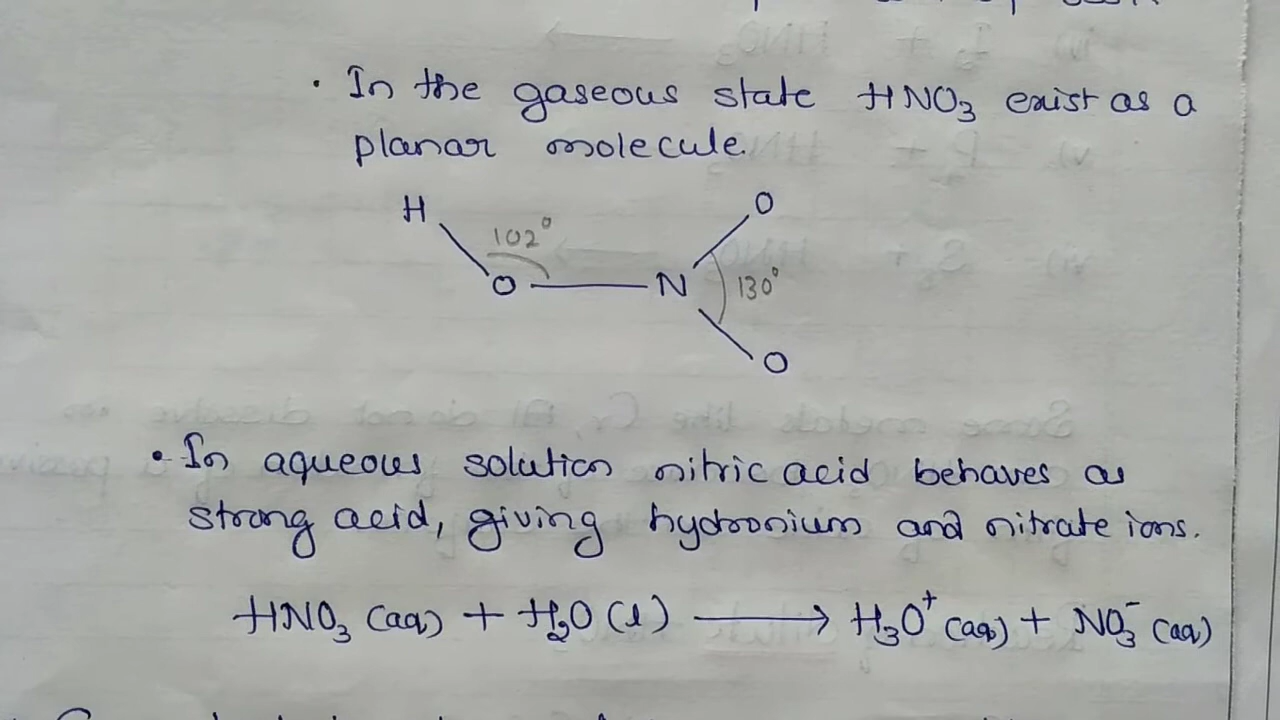 • In the gaseous state HNO₃ exist as a
planar molecule.
H
O
102°
O
N
130°
O
• In aqueous solution nitric acid behaves as
strong acid, giving hydronium and nitrate ions.
HNO₃ (aq) + H₂O (l) ⟶ H₃O⁺ (aq) + NO₃⁻ (aq)